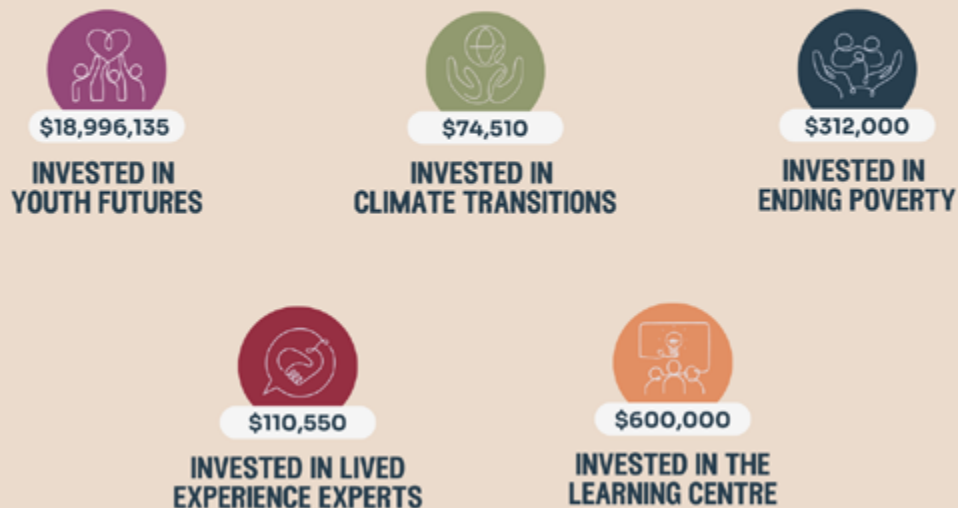 $18,996,135
INVESTED IN
YOUTH FUTURES
$74,510
INVESTED IN
CLIMATE TRANSITIONS
$312,000
INVESTED IN
ENDING POVERTY
$110,550
INVESTED IN LIVED
EXPERIENCE EXPERTS
$600,000
INVESTED IN THE
LEARNING CENTRE